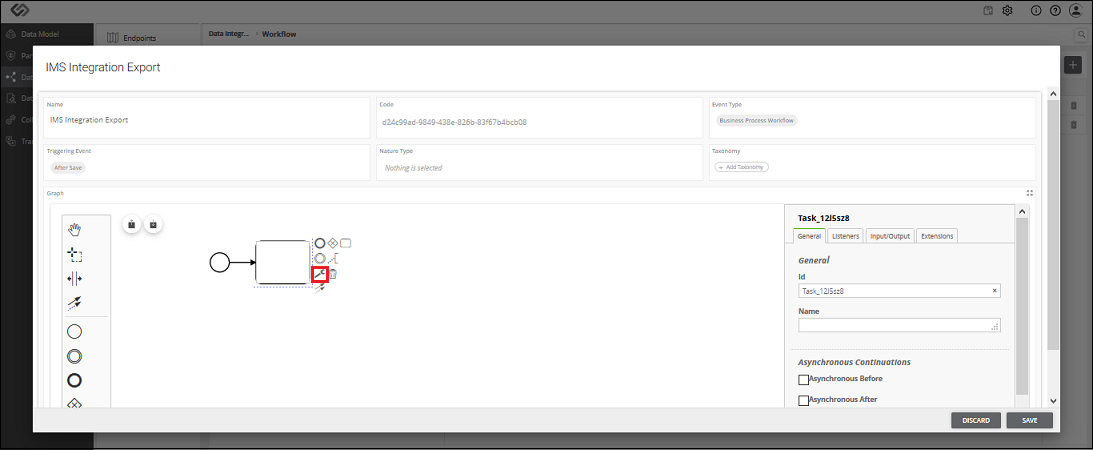 Data Model
Endpoints
Data Integr... > Workflow
IMS Integration Export
Name
IMS Integration Export
Code
d24c99ad-9849-438e-826b-83f67b4bcb08
Event Type
Business Process Workflow
Triggering Event
After Save
Nature Type
Nothing is selected
Taxonomy
+ Add Taxonomy
Graph
Task_12l5sz8
General Listeners Input/Output Extensions
General
Id
Task_12l5sz8
Name
Asynchronous Continuations
Asynchronous Before
Asynchronous After
DISCARD SAVE